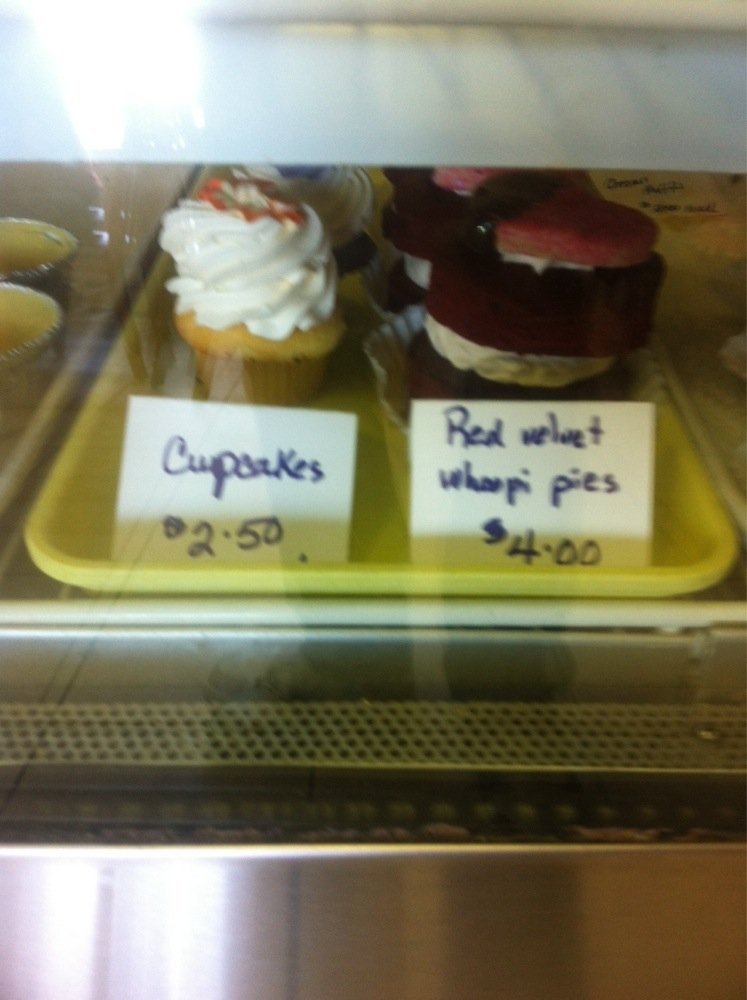 Cupcakes
$2.50.
Red velvet
whoopi pies
$4.00